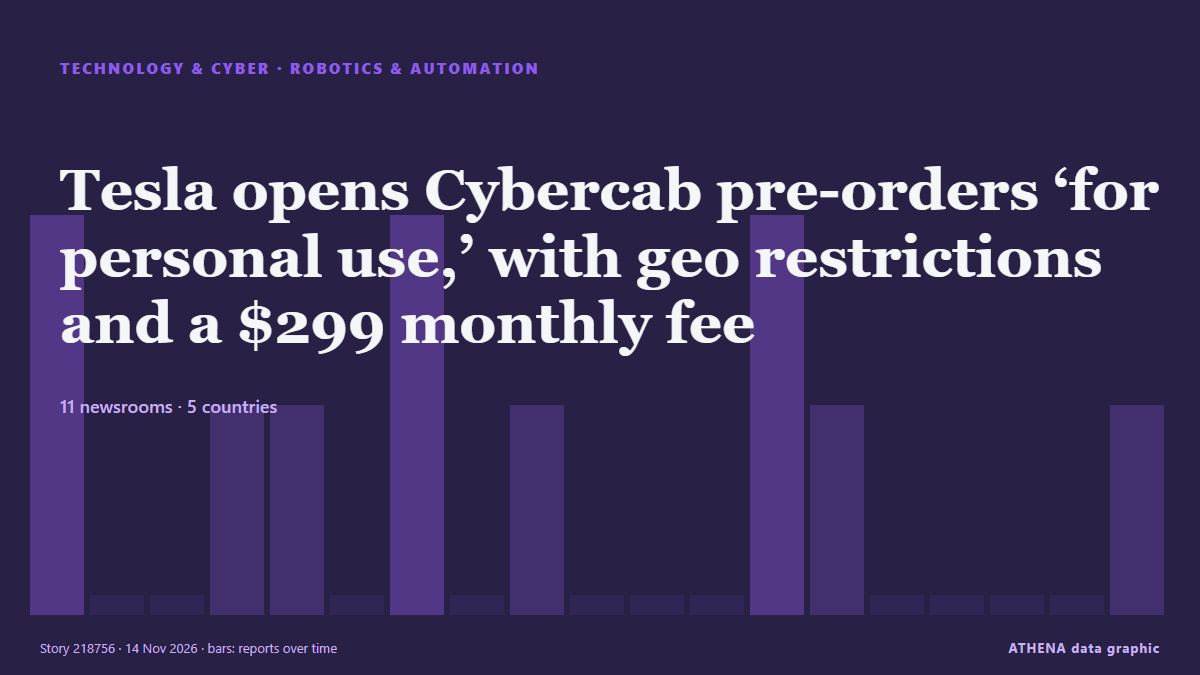 TECHNOLOGY & CYBER · ROBOTICS & AUTOMATION
Tesla opens Cybercab pre-orders ‘for
personal use,’ with geo restrictions
and a $299 monthly fee
11 newsrooms · 5 countries
Story 218756 · 14 Nov 2026 · bars: reports over time
ATHENA data graphic